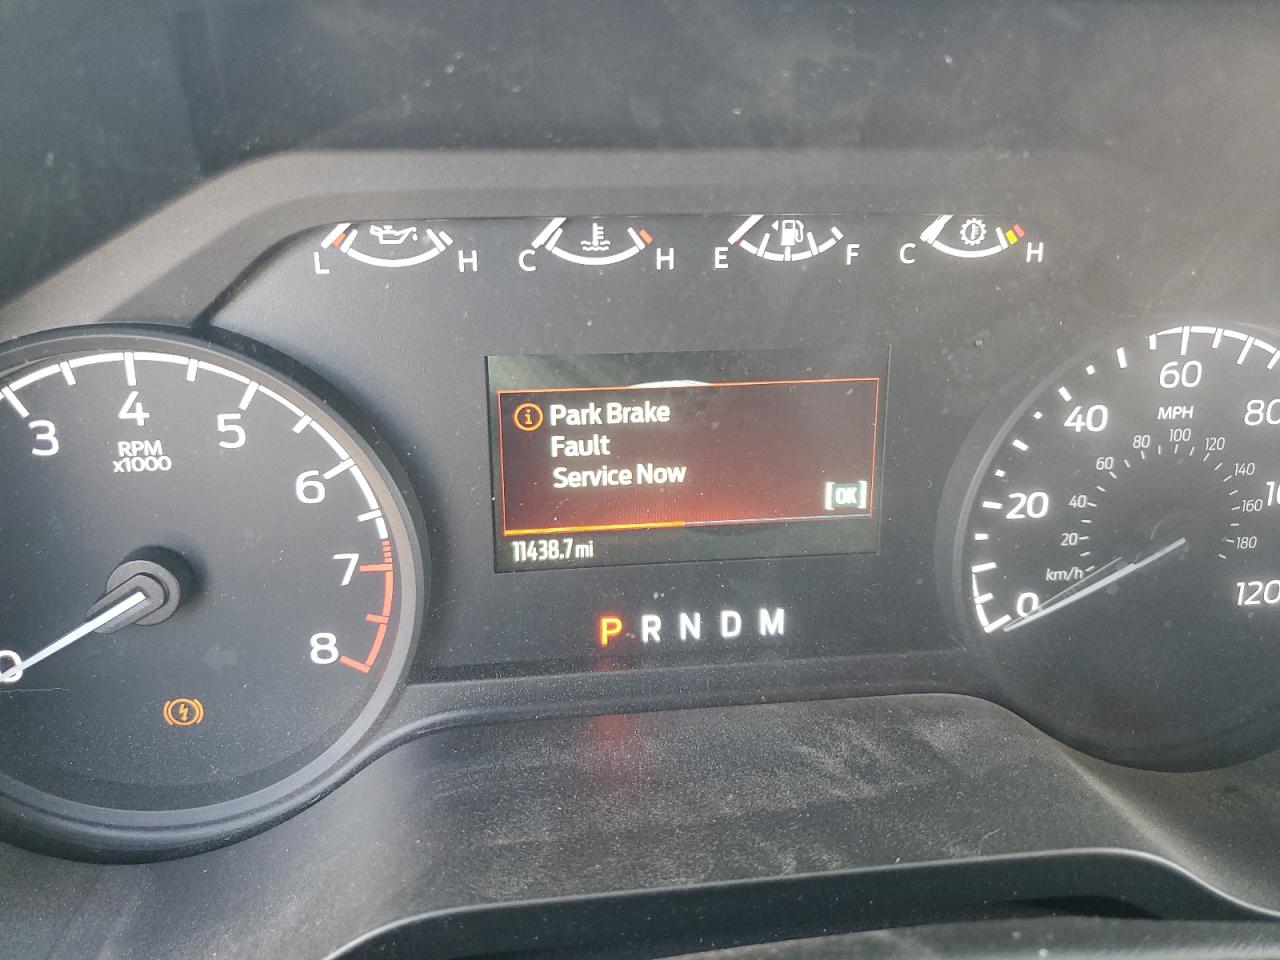 L H C H E F C H
3 4 5 6 7 8 0
RPM
x1000
Park Brake
Fault
Service Now
[OK]
11438.7 mi
P R N D M
0 20 40 60 80 120
MPH
km/h 20 40 60 80 100 120 140 160 180